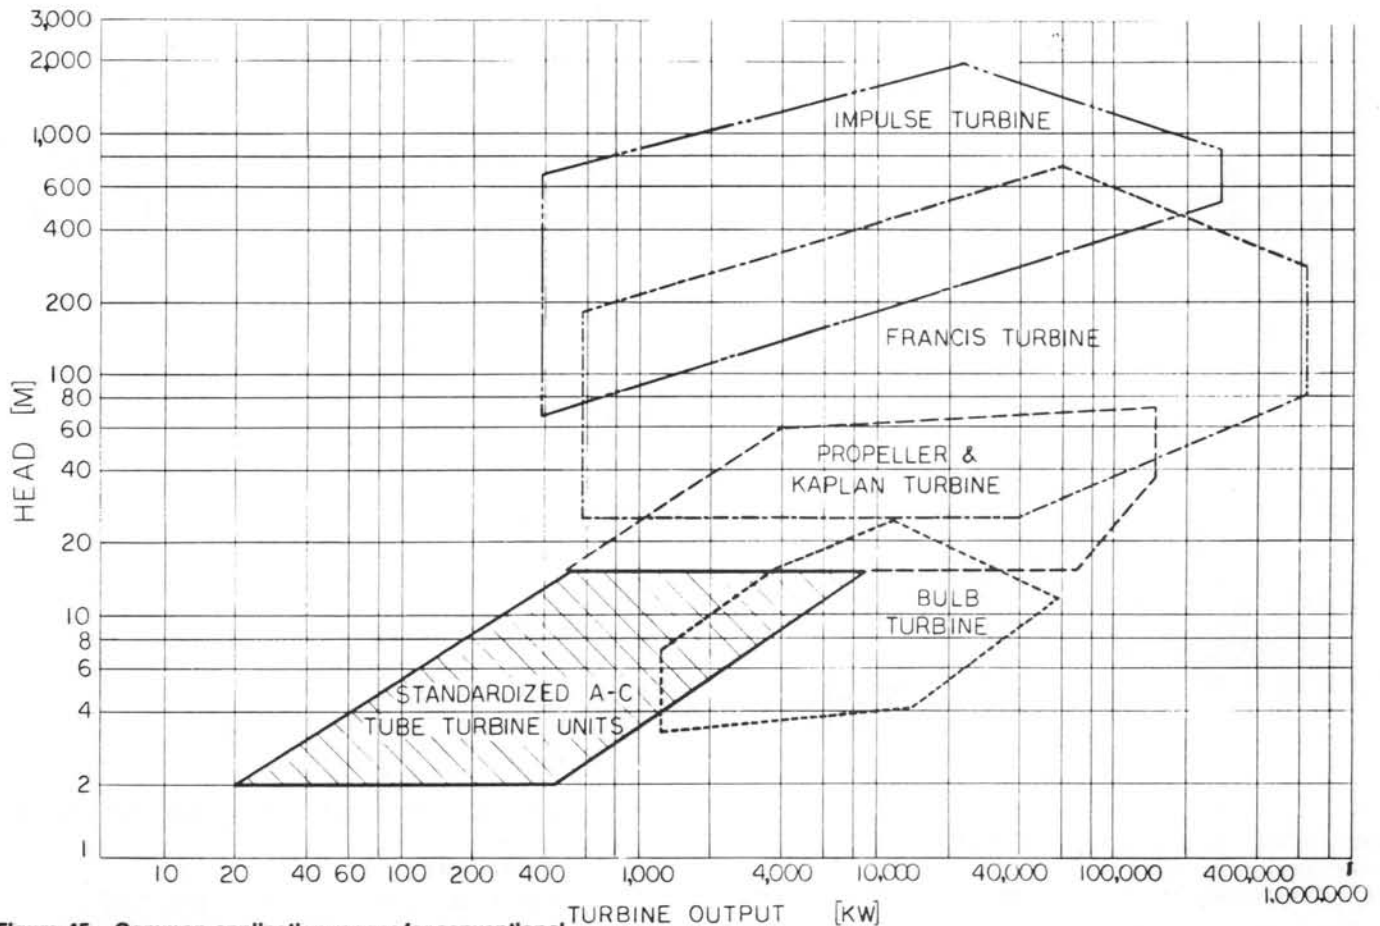 3,000
2,000
1,000
600
400
200
100
80
60
40
20
10
8
6
4
2
1
HEAD [M]
IMPULSE TURBINE
FRANCIS TURBINE
PROPELLER &
KAPLAN TURBINE
BULB
TURBINE
STANDARDIZED A-C
TUBE TURBINE UNITS
10 20 40 60 100 200 400 1,000 4,000 10,000 40,000 100,000 400,000
1.000.000
TURBINE OUTPUT [KW]